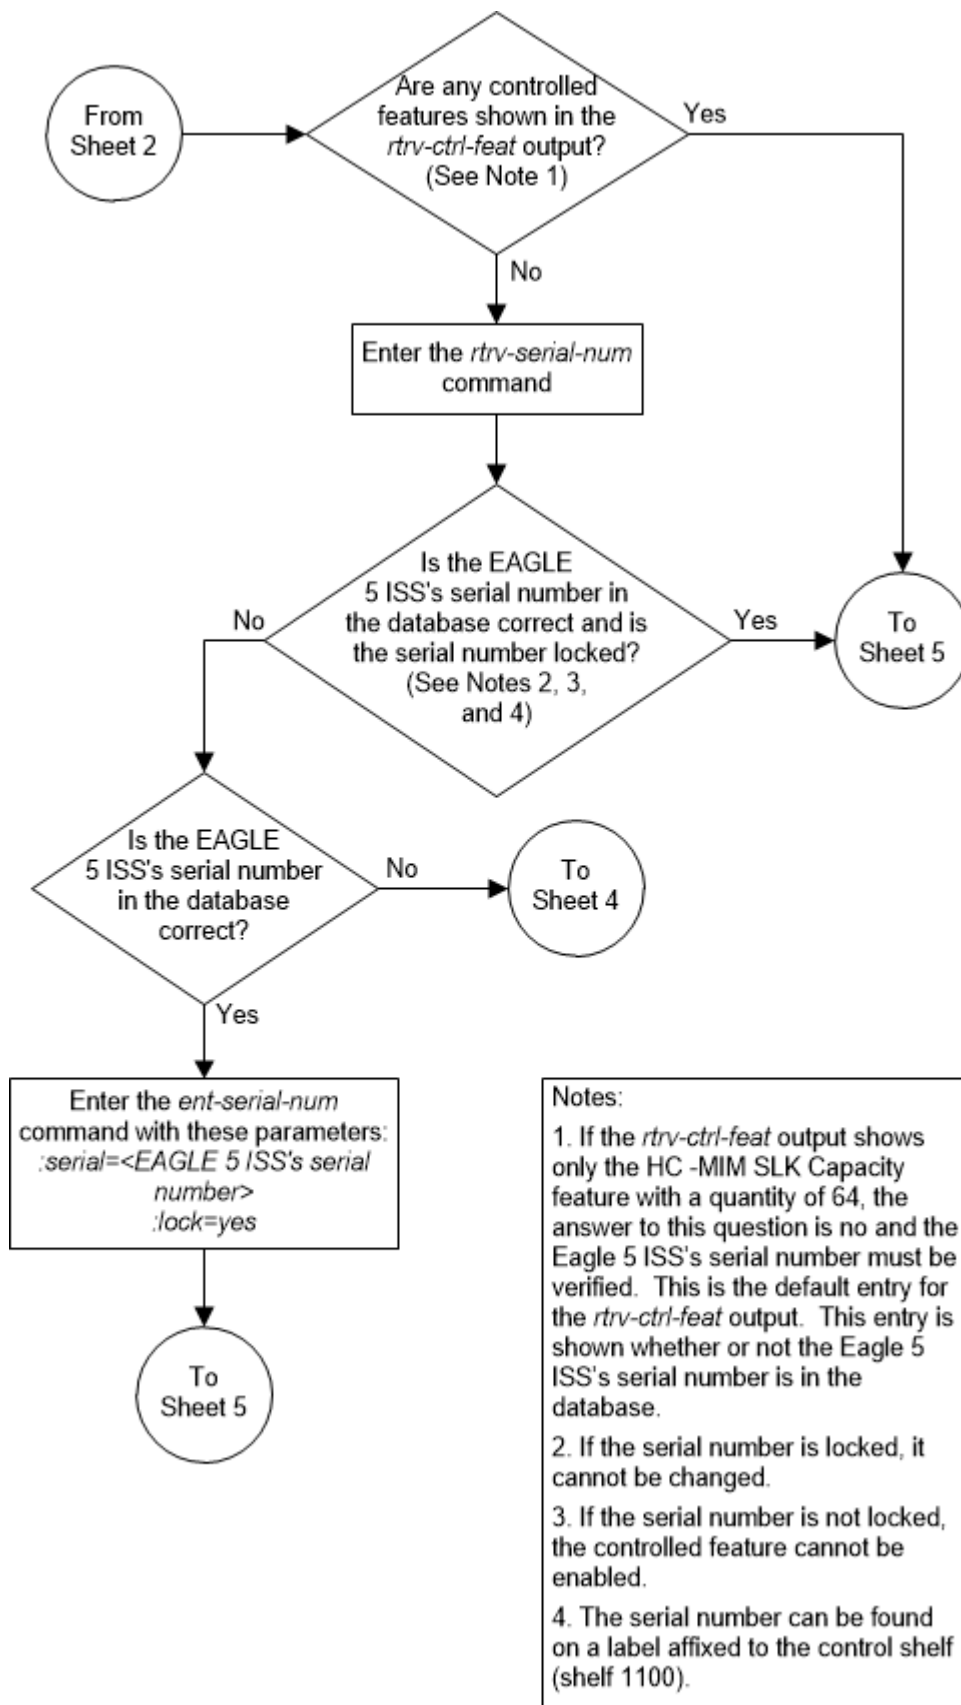 From
Sheet 2
Are any controlled
features shown in the
rtrv-ctrl-feat output?
(See Note 1)
Yes
No
Enter the rtrv-serial-num
command
Is the EAGLE
5 ISS's serial number in
the database correct and is
the serial number locked?
(See Notes 2, 3,
and 4)
No
Yes
To
Sheet 5
Is the EAGLE
5 ISS's serial number
in the database
correct?
No
To
Sheet 4
Yes
Enter the ent-serial-num
command with these parameters:
:serial=<EAGLE 5 ISS's serial
number>
:lock=yes
To
Sheet 5
Notes:
1. If the rtrv-ctrl-feat output shows
only the HC -MIM SLK Capacity
feature with a quantity of 64, the
answer to this question is no and the
Eagle 5 ISS's serial number must be
verified.  This is the default entry for
the rtrv-ctrl-feat output.  This entry is
shown whether or not the Eagle 5
ISS's serial number is in the
database.
2. If the serial number is locked, it
cannot be changed.
3. If the serial number is not locked,
the controlled feature cannot be
enabled.
4. The serial number can be found
on a label affixed to the control shelf
(shelf 1100).